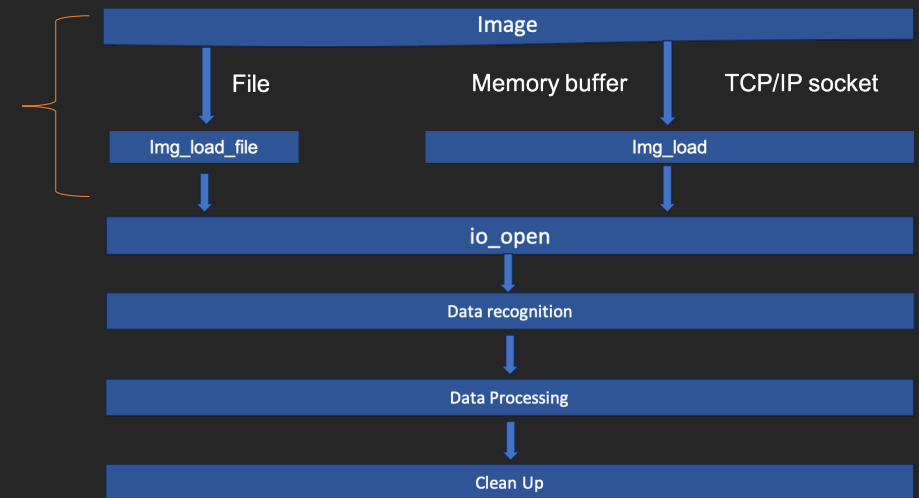 Image
File
Memory buffer
TCP/IP socket
Img_load_file
Img_load
io_open
Data recognition
Data Processing
Clean Up